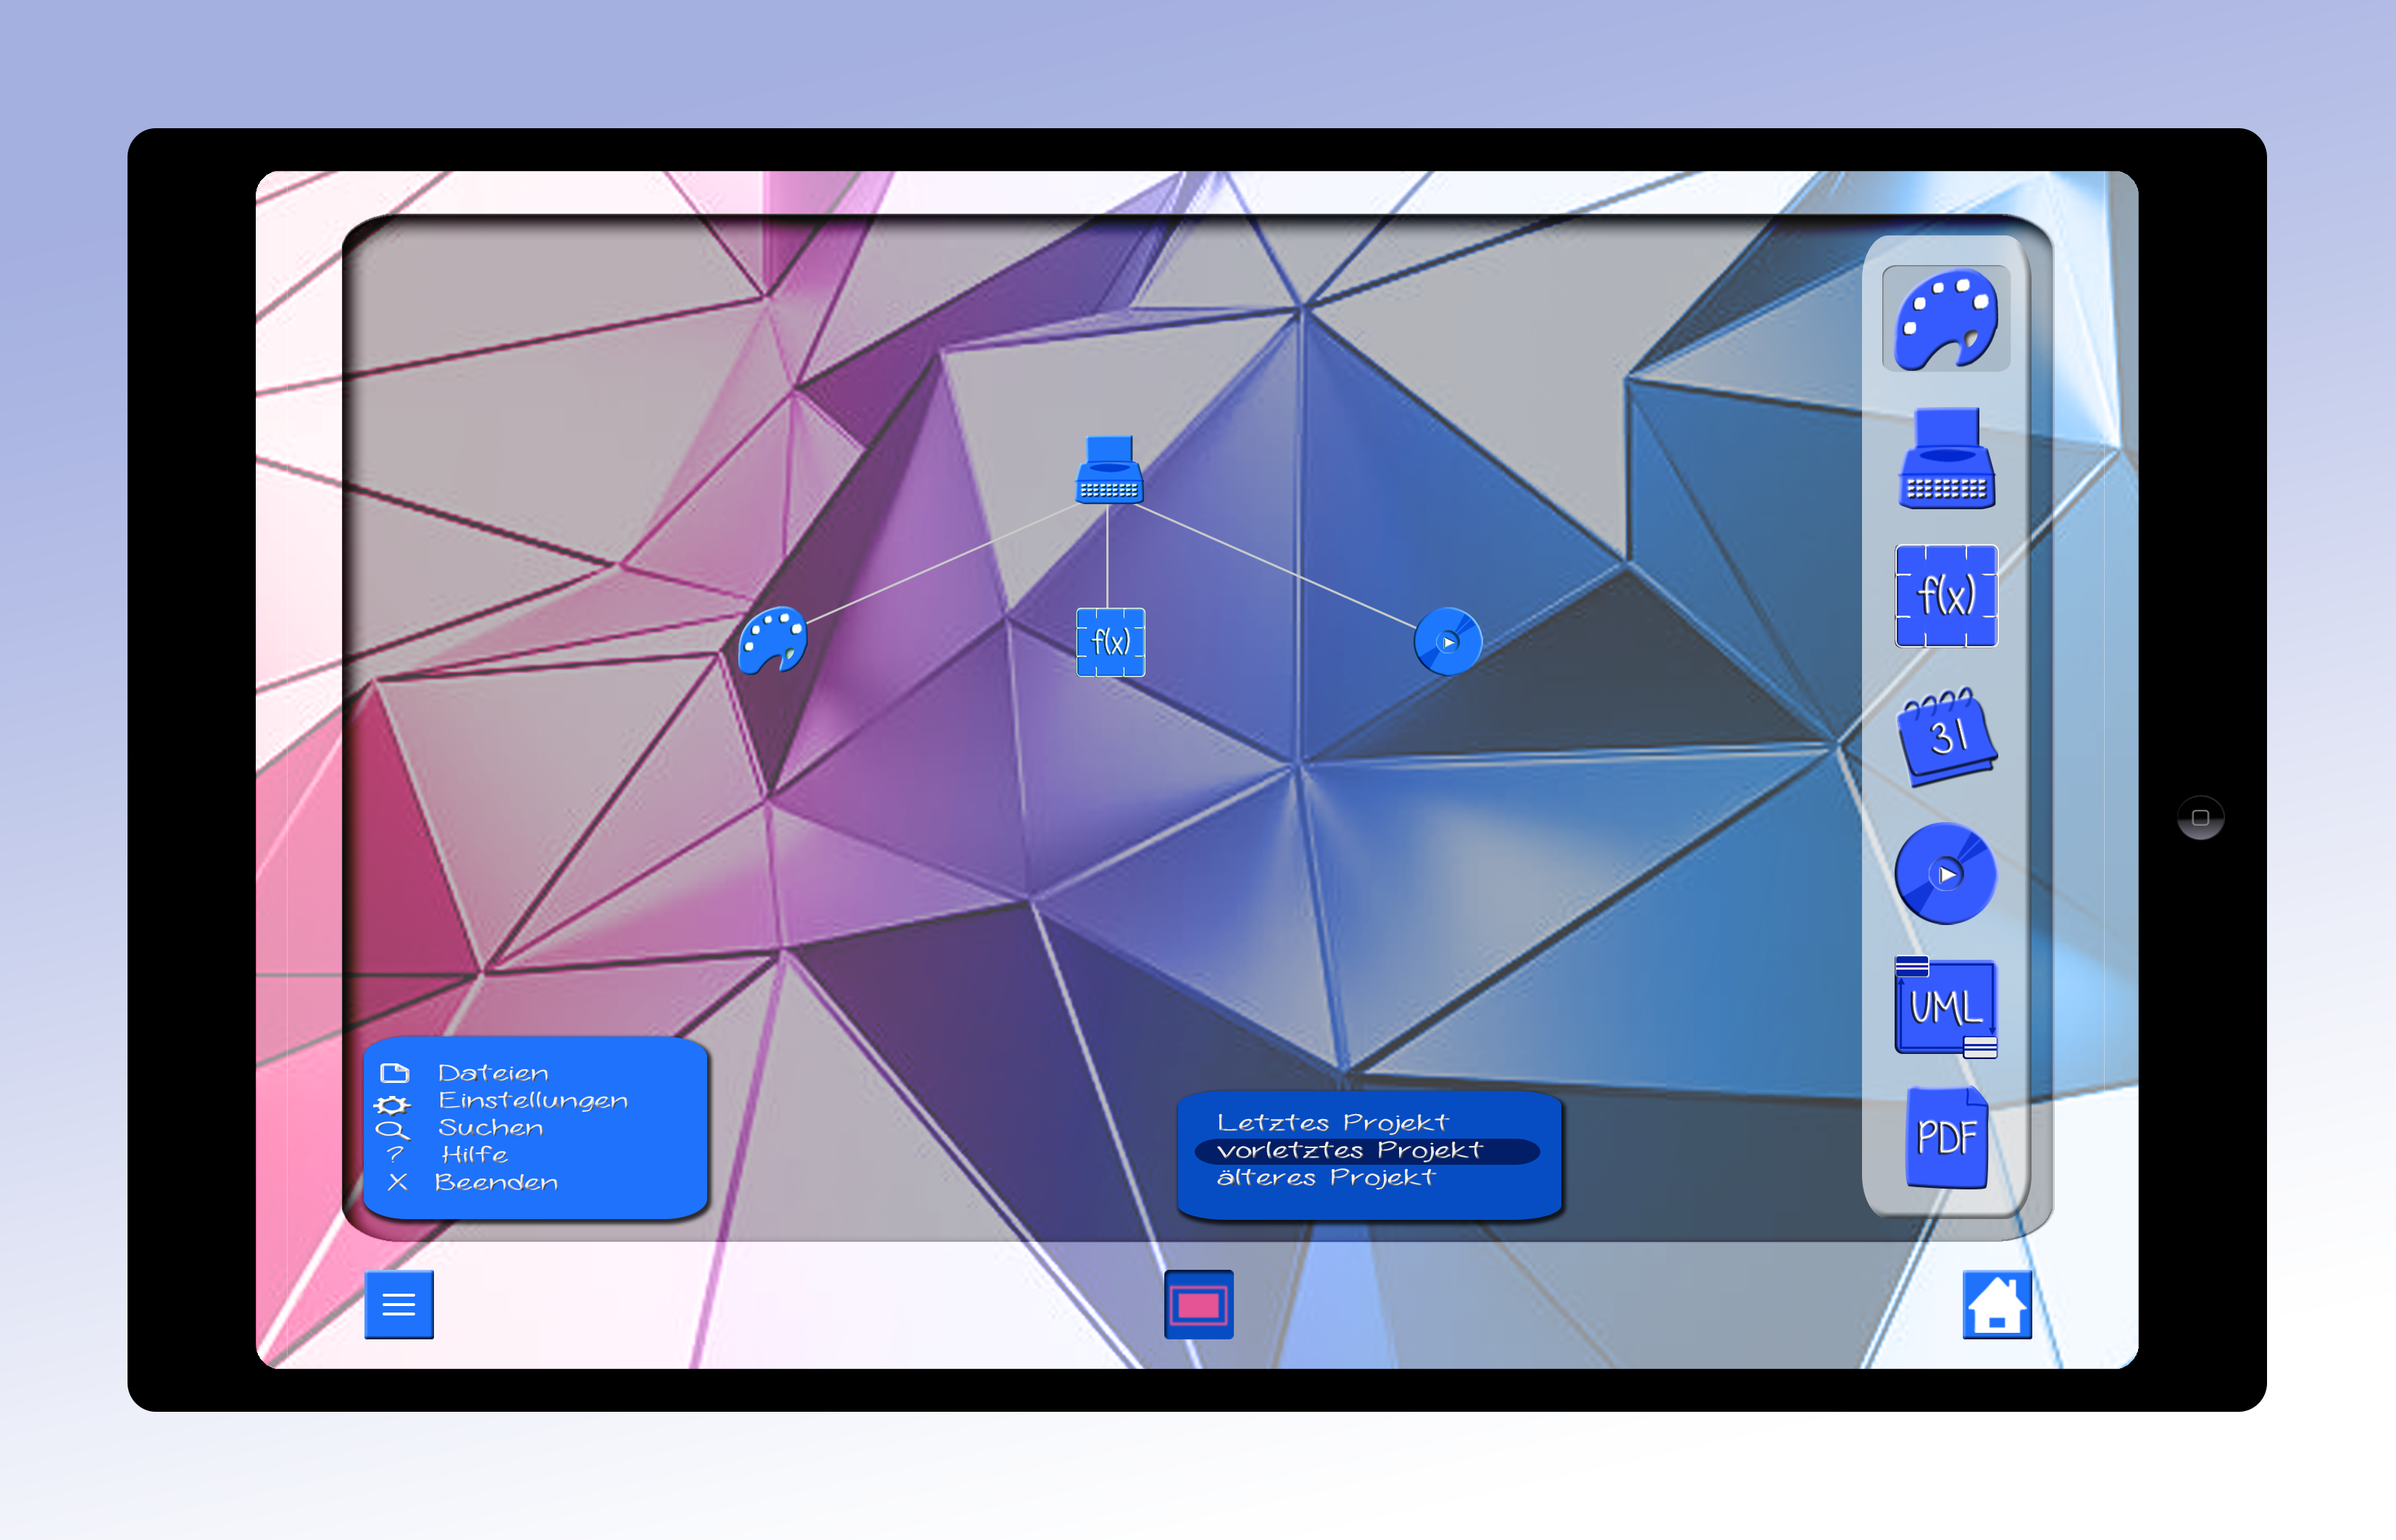 f(x)
f(x)
31
UML
PDF
Dateien
Einstellungen
Suchen
? Hilfe
X Beenden
Letztes Projekt
vorletztes Projekt
älteres Projekt